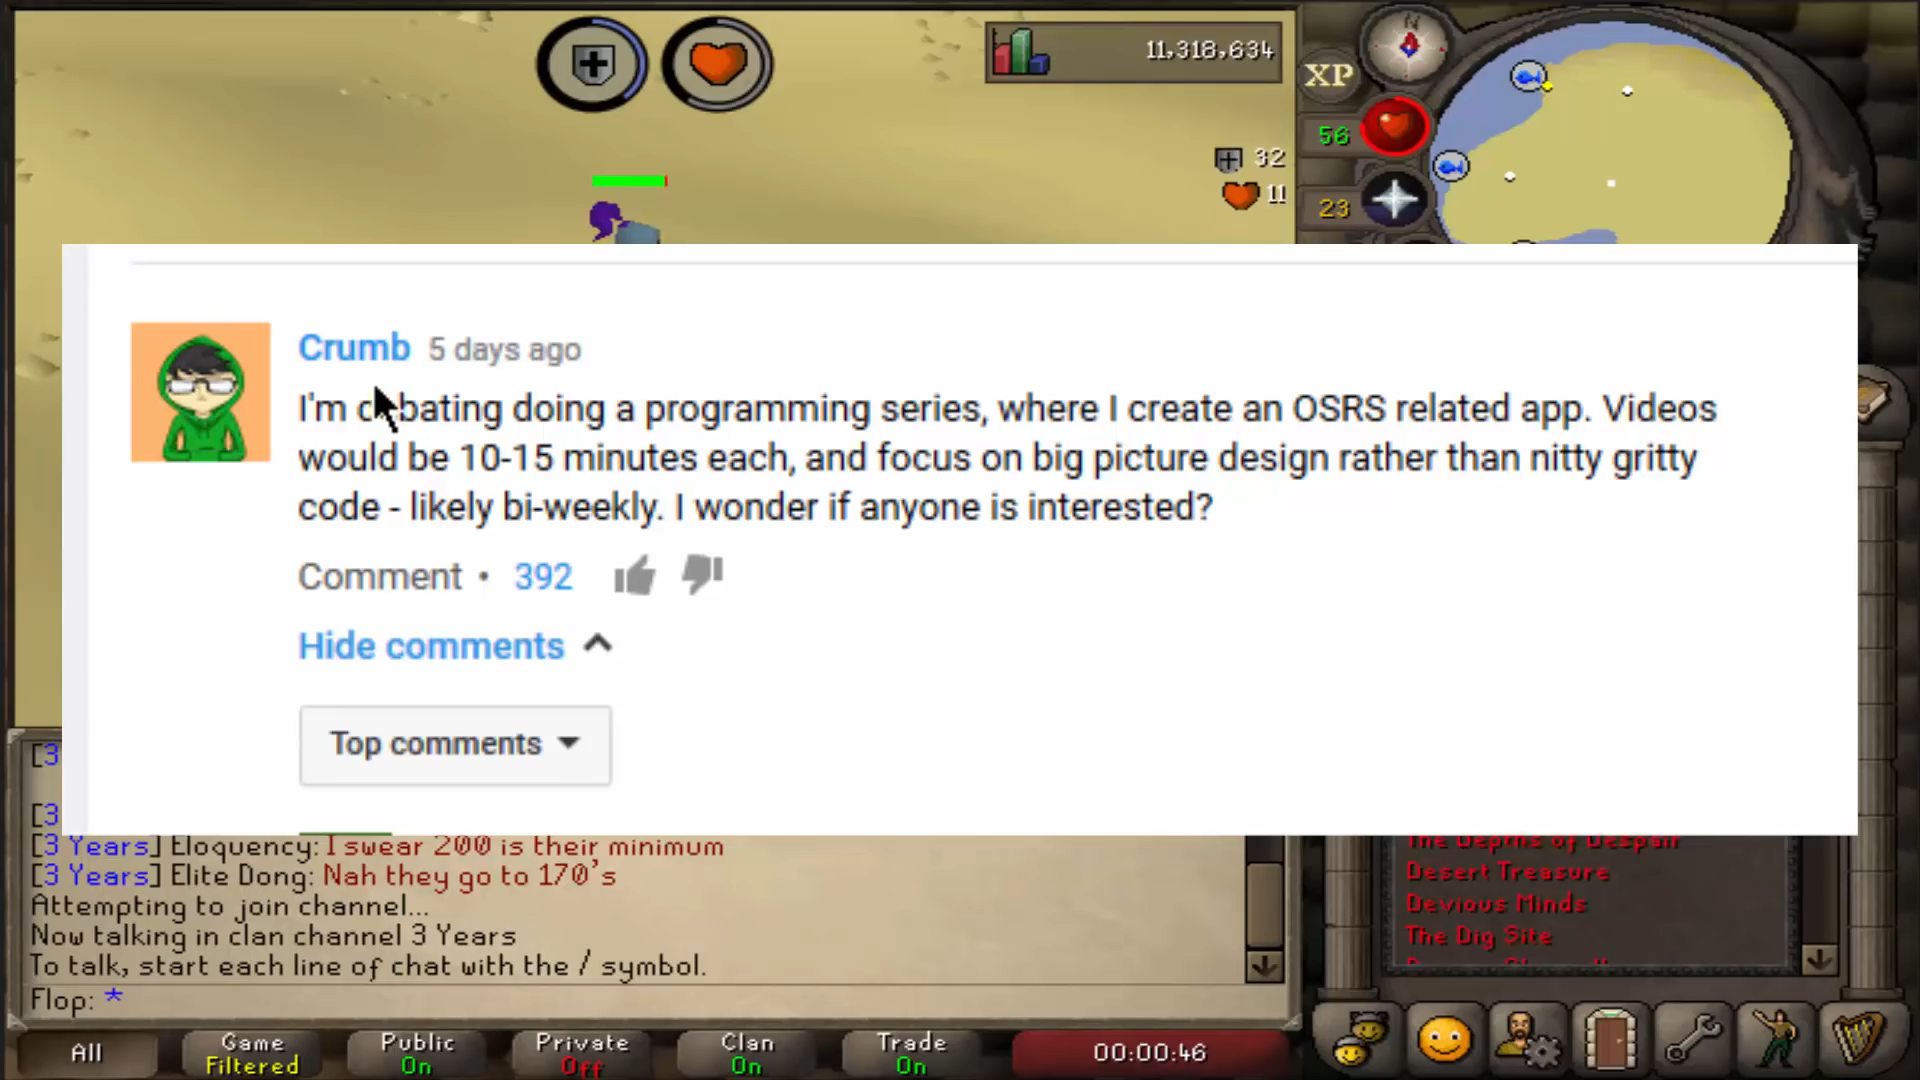 11,318,634
N
XP
56
32
11
23
Crumb 5 days ago
I'm debating doing a programming series, where I create an OSRS related app. Videos
would be 10-15 minutes each, and focus on big picture design rather than nitty gritty
code - likely bi-weekly. I wonder if anyone is interested?
Comment • 392
Hide comments
Top comments
[3
[3
[3 Years] Eloquency: I swear 200 is their minimum
[3 Years] Elite Dong: Nah they go to 170's
Attempting to join channel...
Now talking in clan channel 3 Years
To talk, start each line of chat with the / symbol.
Flop: *
The Depths of Despair
Desert Treasure
Devious Minds
The Dig Site
All
Game
Filtered
Public
On
Private
Off
Clan
On
Trade
On
00:00:46